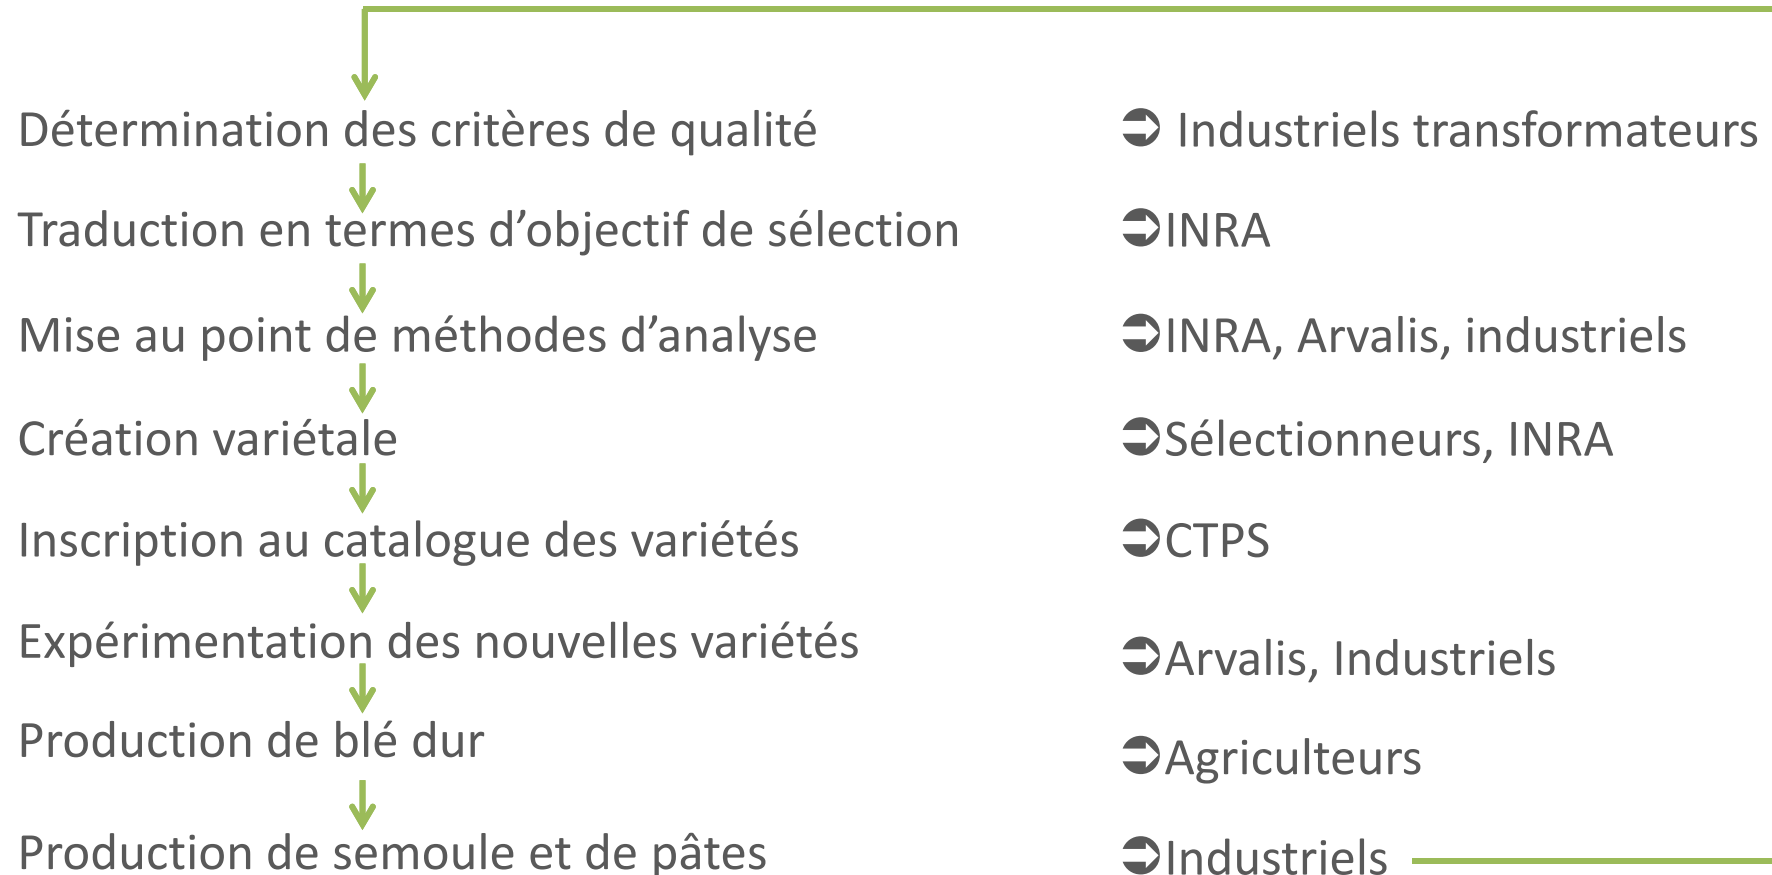 Détermination des critères de qualité ➲ Industriels transformateurs
Traduction en termes d’objectif de sélection ➲INRA
Mise au point de méthodes d’analyse ➲INRA, Arvalis, industriels
Création variétale ➲Sélectionneurs, INRA
Inscription au catalogue des variétés ➲CTPS
Expérimentation des nouvelles variétés ➲Arvalis, Industriels
Production de blé dur ➲Agriculteurs
Production de semoule et de pâtes ➲Industriels